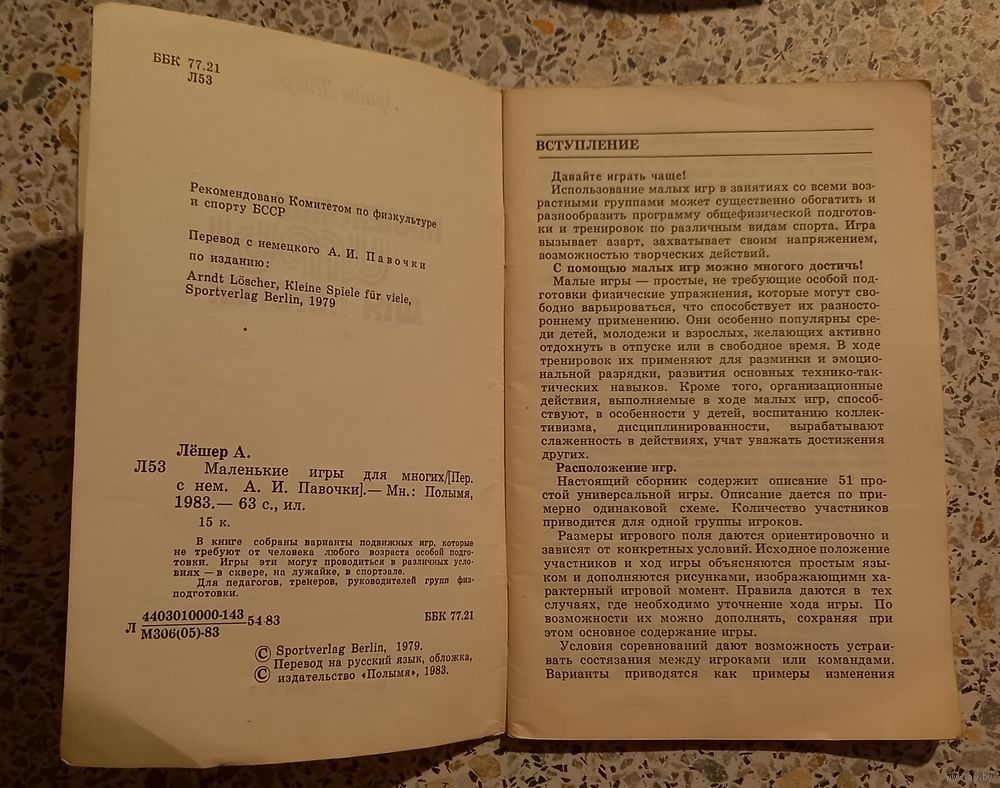 ББК 77.21
Л53
Рекомендовано Комитетом по физкультуре
и спорту БССР
Перевод с немецкого А. И. Павочки
по изданию:
Arndt Löscher, Kleine Spiele für viele,
Sportverlag Berlin, 1979
Лёшер А.
Л53 Маленькие игры для многих/[Пер.
с нем. А. И. Павочки].— Мн.: Полымя,
1983.— 63 с., ил.
15 к.
В книге собраны варианты подвижных игр, которые
не требуют от человека любого возраста особой подго-
товки. Игры эти могут проводиться в различных усло-
виях — в сквере, на лужайке, в спортзале.
Для педагогов, тренеров, руководителей групп физ-
подготовки.
Л 4403010000-143 54-83
М306(05)-83
ББК 77.21
© Sportverlag Berlin, 1979.
© Перевод на русский язык, обложка,
издательство «Полымя», 1983.
ВСТУПЛЕНИЕ
Давайте играть чаще!
Использование малых игр в занятиях со всеми воз-
растными группами может существенно обогатить и
разнообразить программу общефизической подготов-
ки и тренировок по различным видам спорта. Игра
вызывает азарт, захватывает своим напряжением,
возможностью творческих действий.
С помощью малых игр можно многого достичь!
Малые игры — простые, не требующие особой под-
готовки физические упражнения, которые могут сво-
бодно варьироваться, что способствует их разносто-
роннему применению. Они особенно популярны сре-
ди детей, молодежи и взрослых, желающих активно
отдохнуть в отпуске или в свободное время. В ходе
тренировок их применяют для разминки и эмоцио-
нальной разрядки, развития основных технико-так-
тических навыков. Кроме того, организационные
действия, выполняемые в ходе малых игр, способ-
ствуют, в особенности у детей, воспитанию коллек-
тивизма, дисциплинированности, вырабатывают
слаженность в действиях, учат уважать достижения
других.
Расположение игр.
Настоящий сборник содержит описание 51 про-
стой универсальной игры. Описание дается по при-
мерно одинаковой схеме. Количество участников
приводится для одной группы игроков.
Размеры игрового поля даются ориентировочно и
зависят от конкретных условий. Исходное положение
участников и ход игры объясняются простым язы-
ком и дополняются рисунками, изображающими ха-
рактерный игровой момент. Правила даются в тех
случаях, где необходимо уточнение хода игры. По
возможности их можно дополнять, сохраняя при
этом основное содержание игры.
Условия соревнований дают возможность устраи-
вать состязания между игроками или командами.
Варианты приводятся как примеры изменения